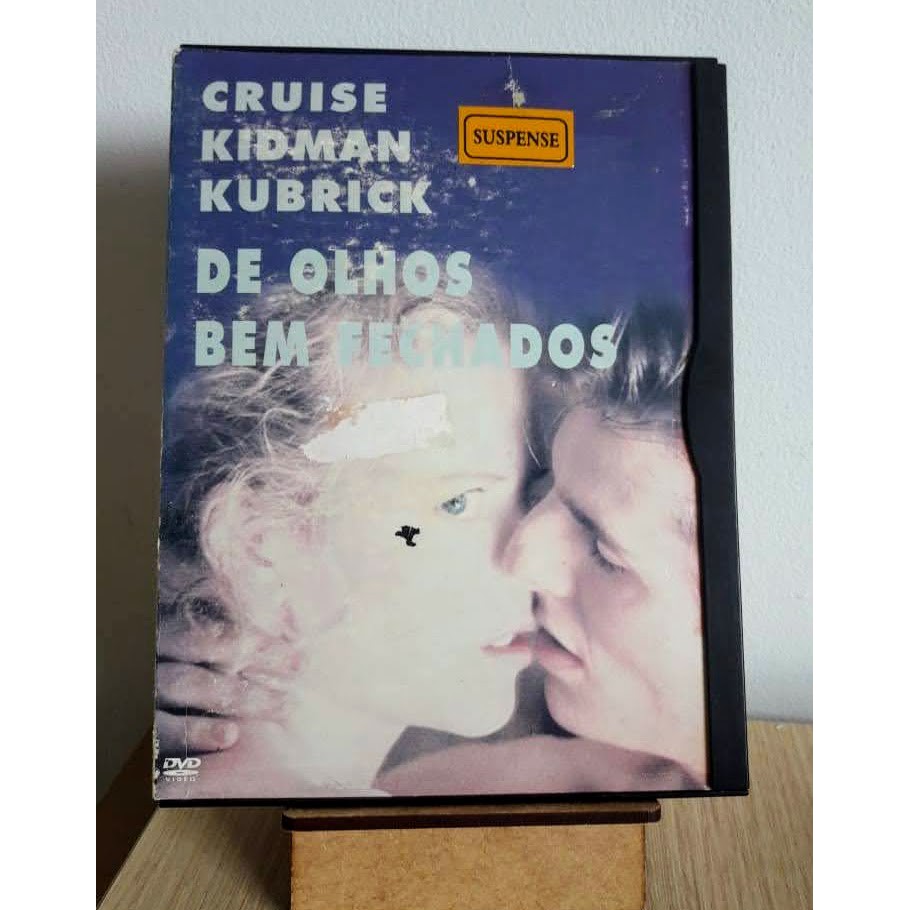 CRUISE
KIDMAN
KUBRICK
SUSPENSE
DE OLHOS
BEM FECHADOS
DVD
VIDEO